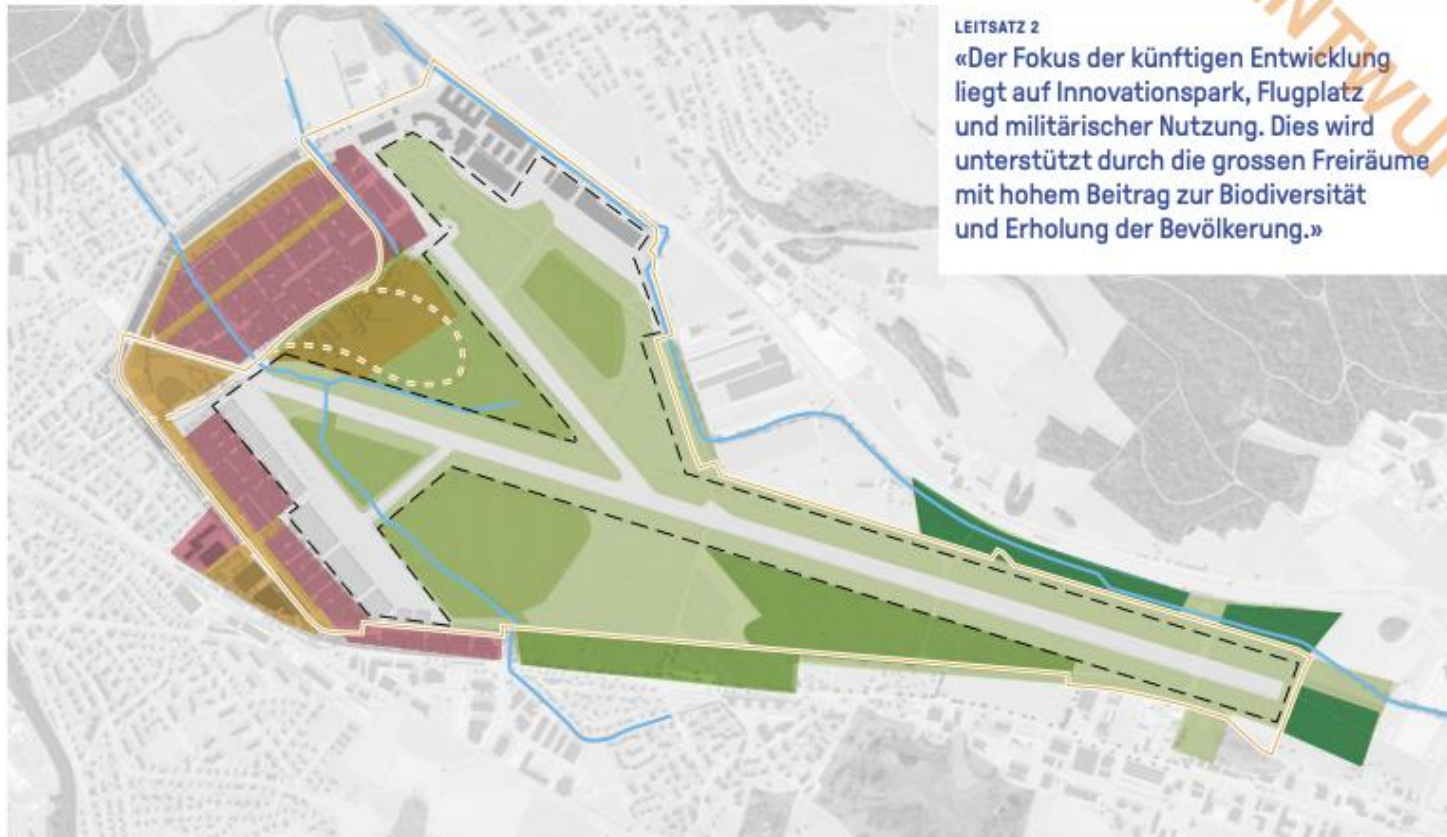 LEITSATZ 2
«Der Fokus der künftigen Entwicklung
liegt auf Innovationspark, Flugplatz
und militärischer Nutzung. Dies wird
unterstützt durch die grossen Freiräume
mit hohem Beitrag zur Biodiversität
und Erholung der Bevölkerung.»